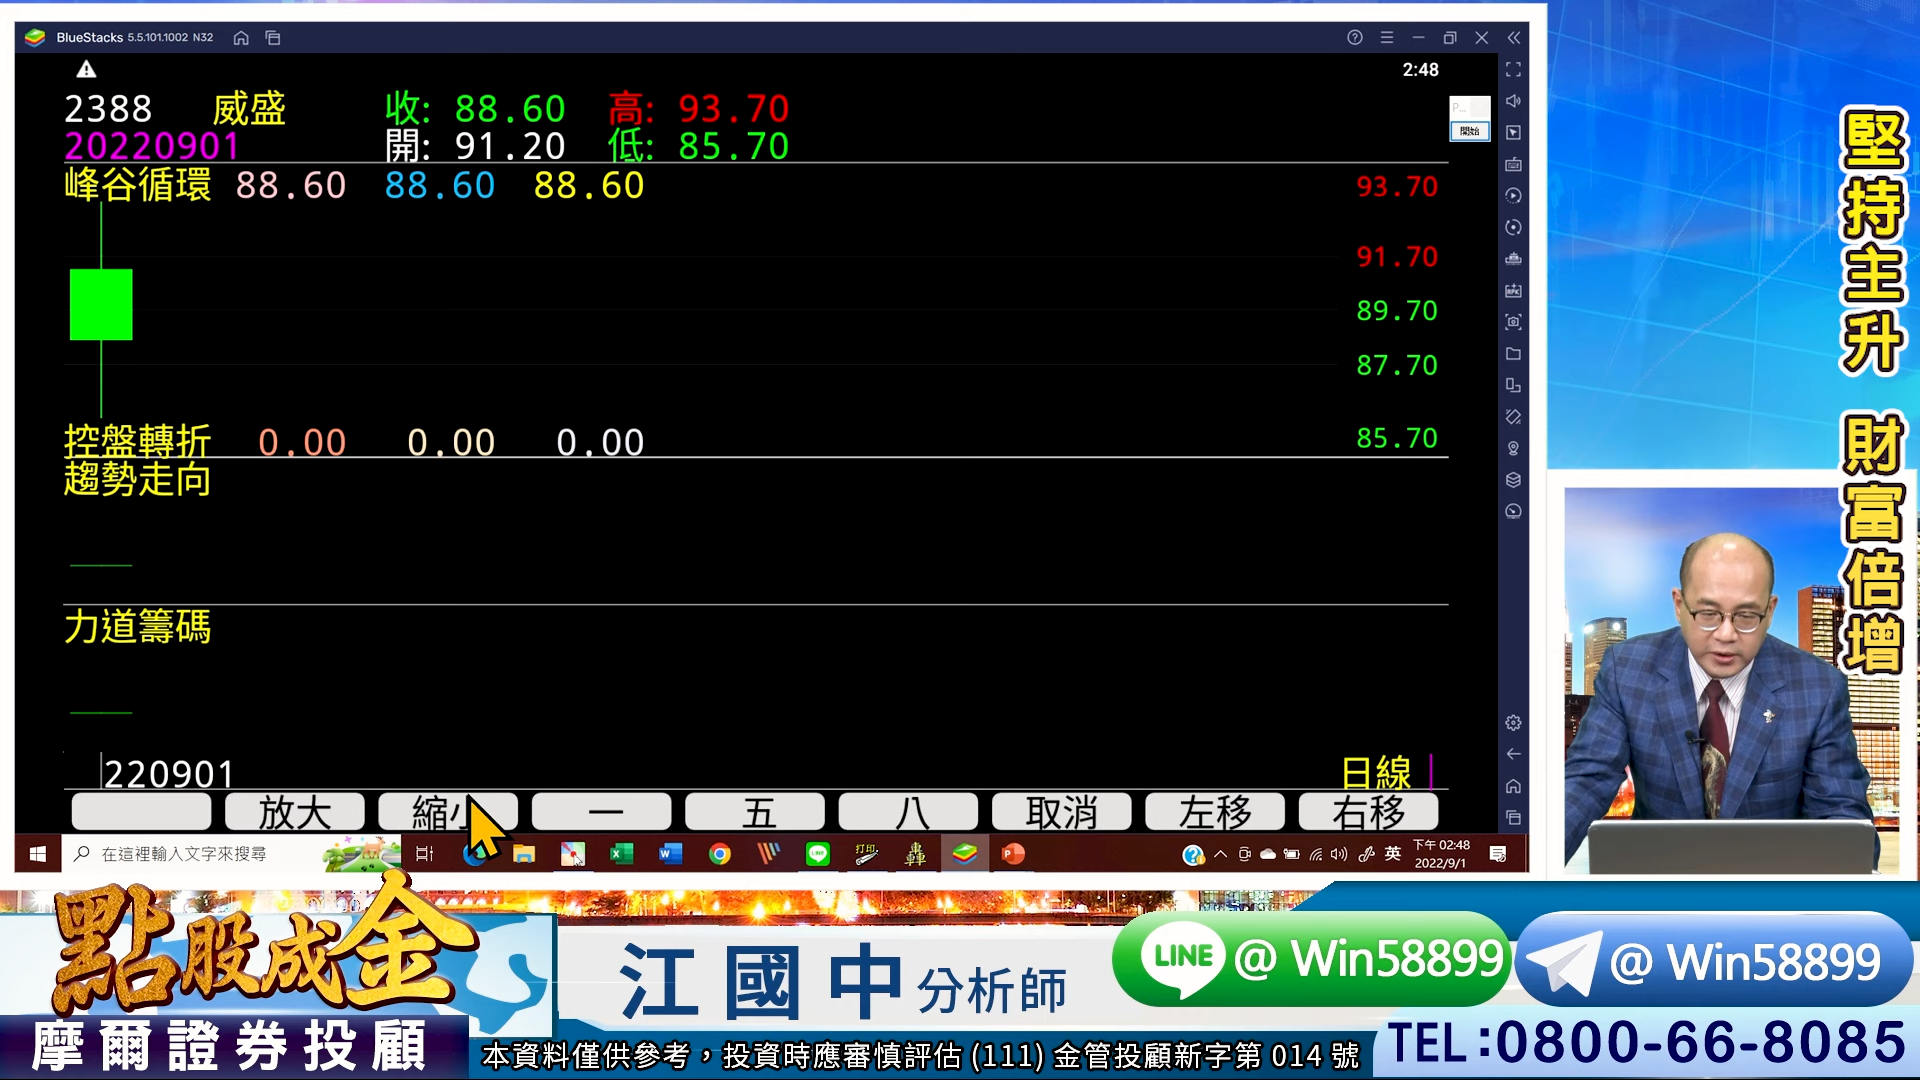 BlueStacks 5.5.101.1002 N32
2:48
2388 威盛 收: 88.60 高: 93.70
20220901 開: 91.20 低: 85.70
峰谷循環 88.60 88.60 88.60
93.70
91.70
89.70
87.70
85.70
控盤轉折 0.00 0.00 0.00
趨勢走向
力道籌碼
220901
日線
放大 縮小 一 五 八 取消 左移 右移
開始
在這裡輸入文字來搜尋
英
下午 02:48
2022/9/1
堅持主升 財富倍增
點股成金
摩爾證券投顧
江國中 分析師
LINE @ Win58899
@ Win58899
TEL:0800-66-8085
本資料僅供參考，投資時應審慎評估 (111) 金管投顧新字第 014 號